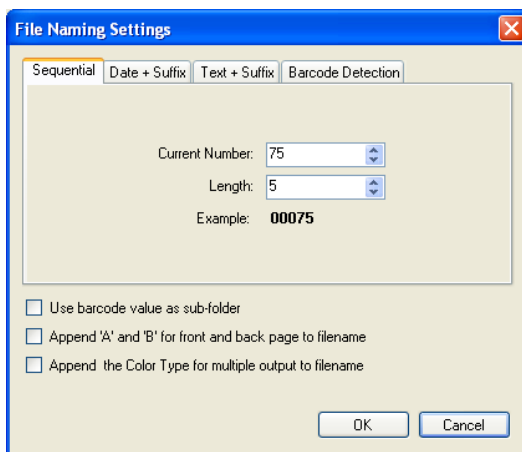 File Naming Settings
Sequential Date + Suffix Text + Suffix Barcode Detection
Current Number: 75
Length: 5
Example: 00075
Use barcode value as sub-folder
Append 'A' and 'B' for front and back page to filename
Append the Color Type for multiple output to filename
OK Cancel